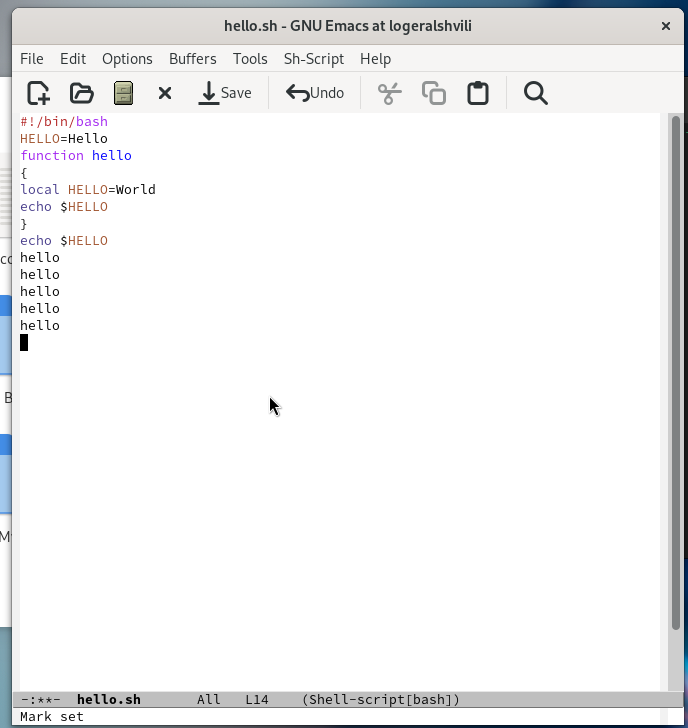 hello.sh - GNU Emacs at logeralshvili
File Edit Options Buffers Tools Sh-Script Help
Save Undo
#!/bin/bash
HELLO=Hello
function hello
{
local HELLO=World
echo $HELLO
}
echo $HELLO
hello
hello
hello
hello
hello
-:**- hello.sh All L14 (Shell-script[bash])
Mark set